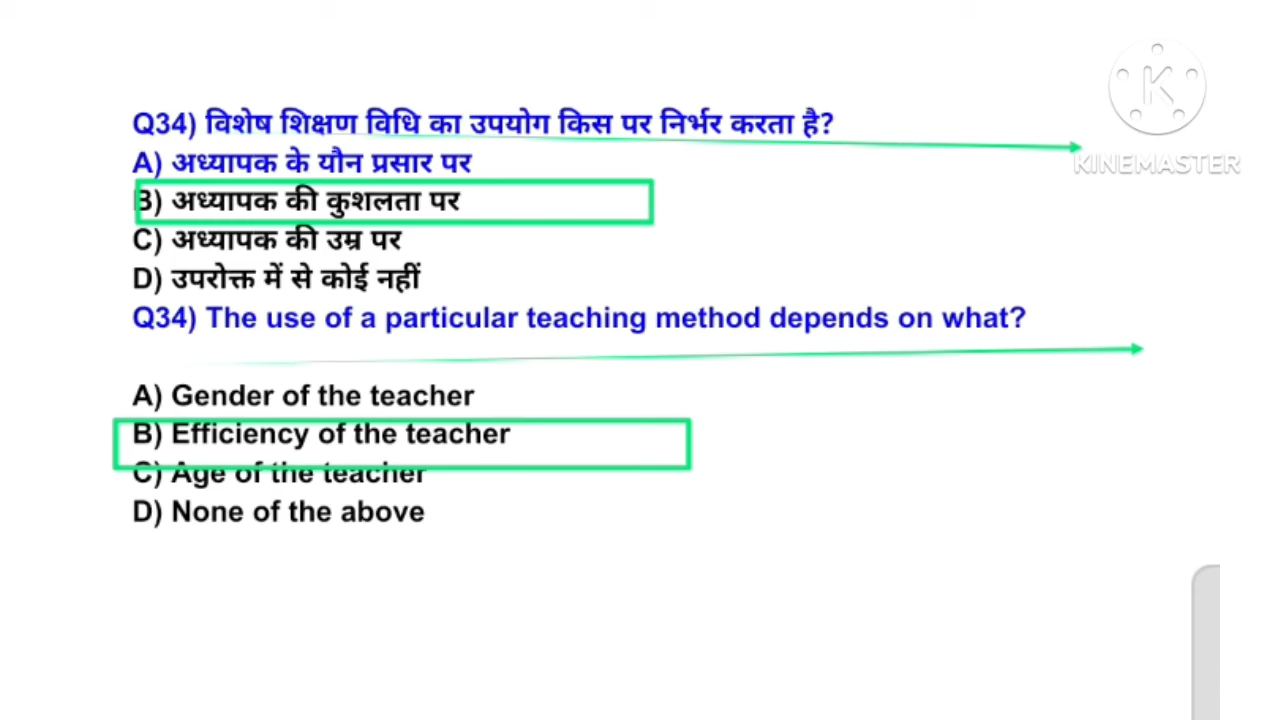 Q34) विशेष शिक्षण विधि का उपयोग किस पर निर्भर करता है?
A) अध्यापक के यौन प्रसार पर
B) अध्यापक की कुशलता पर
C) अध्यापक की उम्र पर
D) उपरोक्त में से कोई नहीं
Q34) The use of a particular teaching method depends on what?
A) Gender of the teacher
B) Efficiency of the teacher
C) Age of the teacher
D) None of the above
K
KINEMASTER